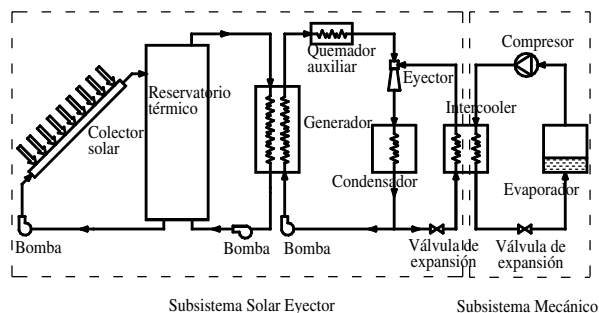 Compresor
Quemador
auxiliar
Eyector
Reservatorio
térmico
Intercooler
Colector
solar
Generador
Condensador
Evaporador
Bomba
Bomba
Bomba
Válvula de
expansión
Válvula de
expansión
Subsistema Solar Eyector
Subsistema Mecánico